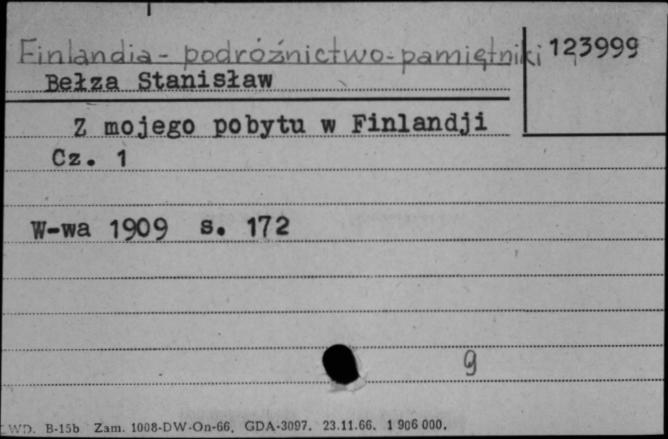 Finlandia - podróżnictwo - pamiętniki
123999
Bełza Stanisław
Z mojego pobytu w Finlandji
Cz. 1
W-wa 1909 s. 172
9
WD. B-15b Zam. 1008-DW-On-66, GDA-3097. 23.11.66. 1 906 000.